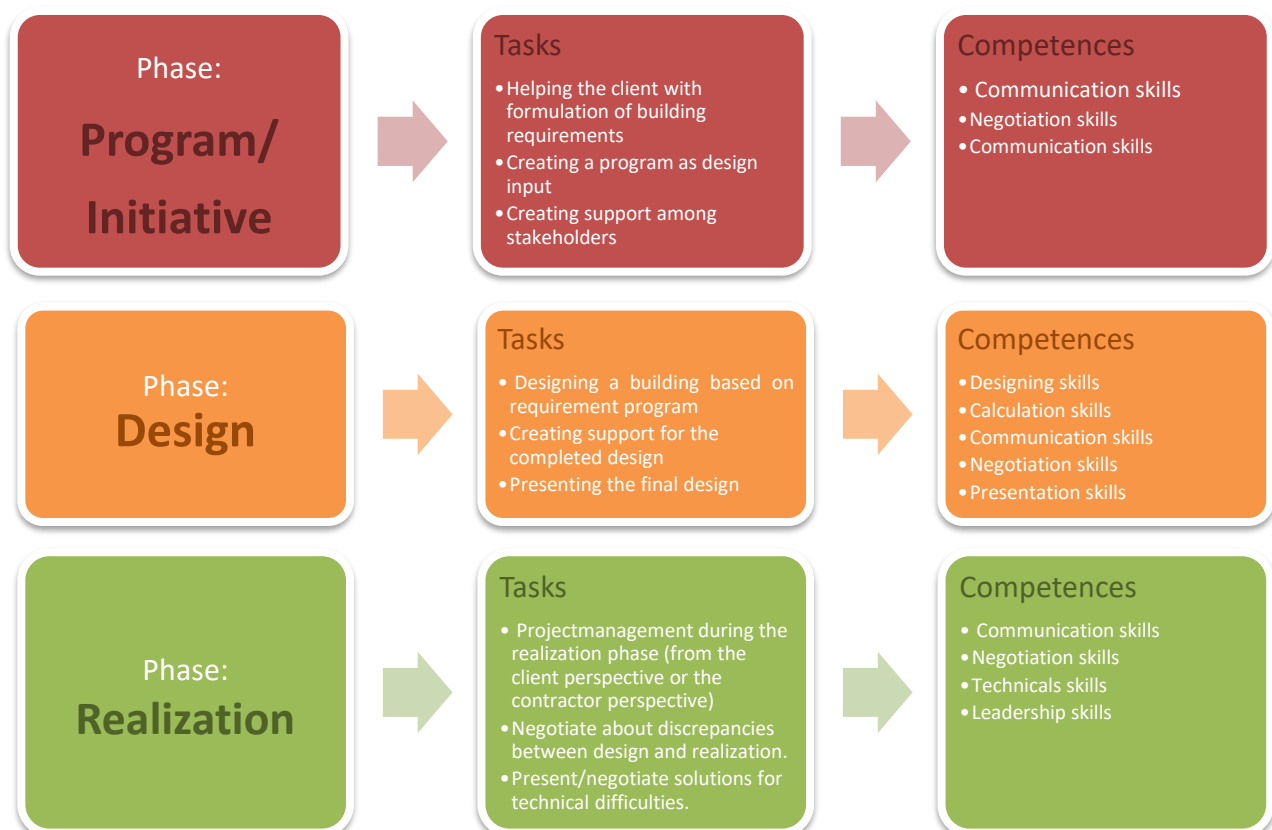 Phase:
Program/
Initiative
Tasks
•Helping the client with
formulation of building
requirements
•Creating a program as design
input
•Creating support among
stakeholders
Competences
• Communication skills
•Negotiation skills
•Communication skills
Phase:
Design
Tasks
• Designing a building based on
requirement program
•Creating support for the
completed design
•Presenting the final design
Competences
•Designing skills
•Calculation skills
•Communication skills
•Negotiation skills
•Presentation skills
Phase:
Realization
Tasks
• Projectmanagement during the
realization phase (from the
client perspective or the
contractor perspective)
•Negotiate about discrepancies
between design and realization.
•Present/negotiate solutions for
technical difficulties.
Competences
• Communication skills
•Negotiation skills
•Technicals skills
•Leadership skills